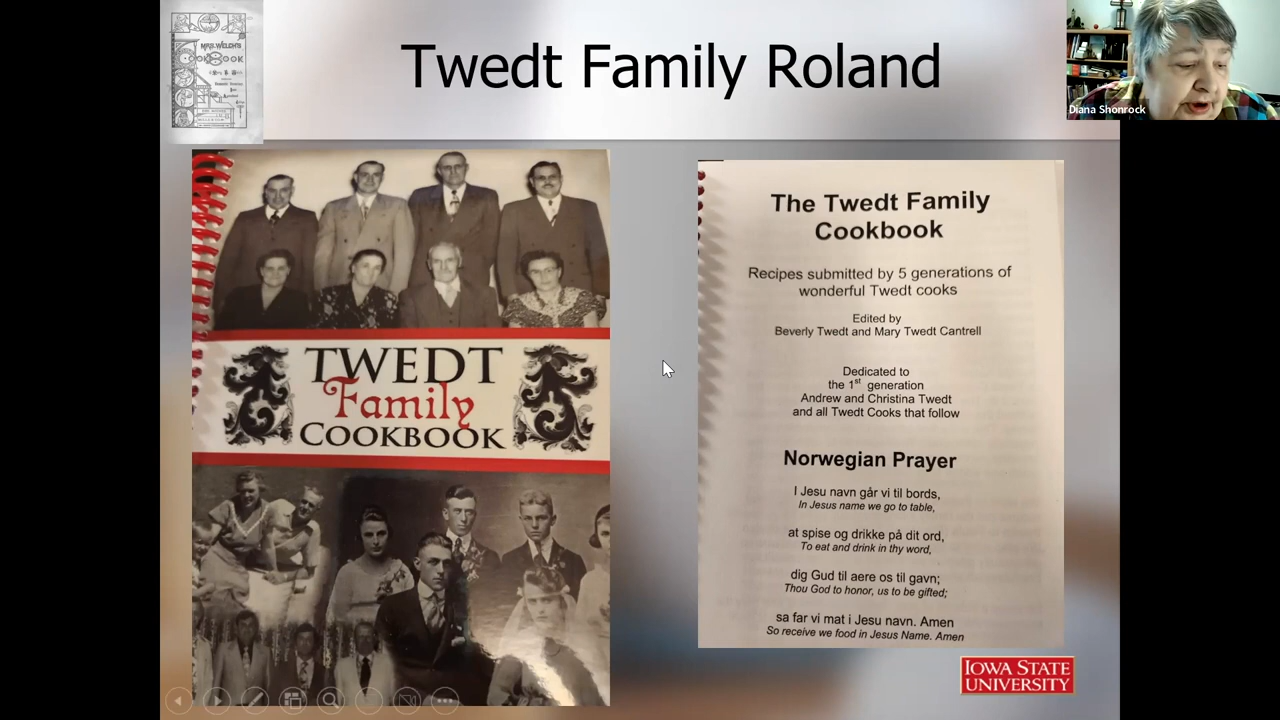 MRS. WELCH'S
COOKBOOK
Twedt Family Roland
Diana Shonrock
TWEDT
Family
COOKBOOK
The Twedt Family
Cookbook
Recipes submitted by 5 generations of
wonderful Twedt cooks
Edited by
Beverly Twedt and Mary Twedt Cantrell
Dedicated to
the 1st generation
Andrew and Christina Twedt
and all Twedt Cooks that follow
Norwegian Prayer
I Jesu navn går vi til bords,
In Jesus name we go to table,
at spise og drikke på dit ord,
To eat and drink in thy word,
dig Gud til aere os til gavn;
Thou God to honor, us to be gifted;
sa far vi mat i Jesu navn. Amen
So receive we food in Jesus Name. Amen
IOWA STATE
UNIVERSITY